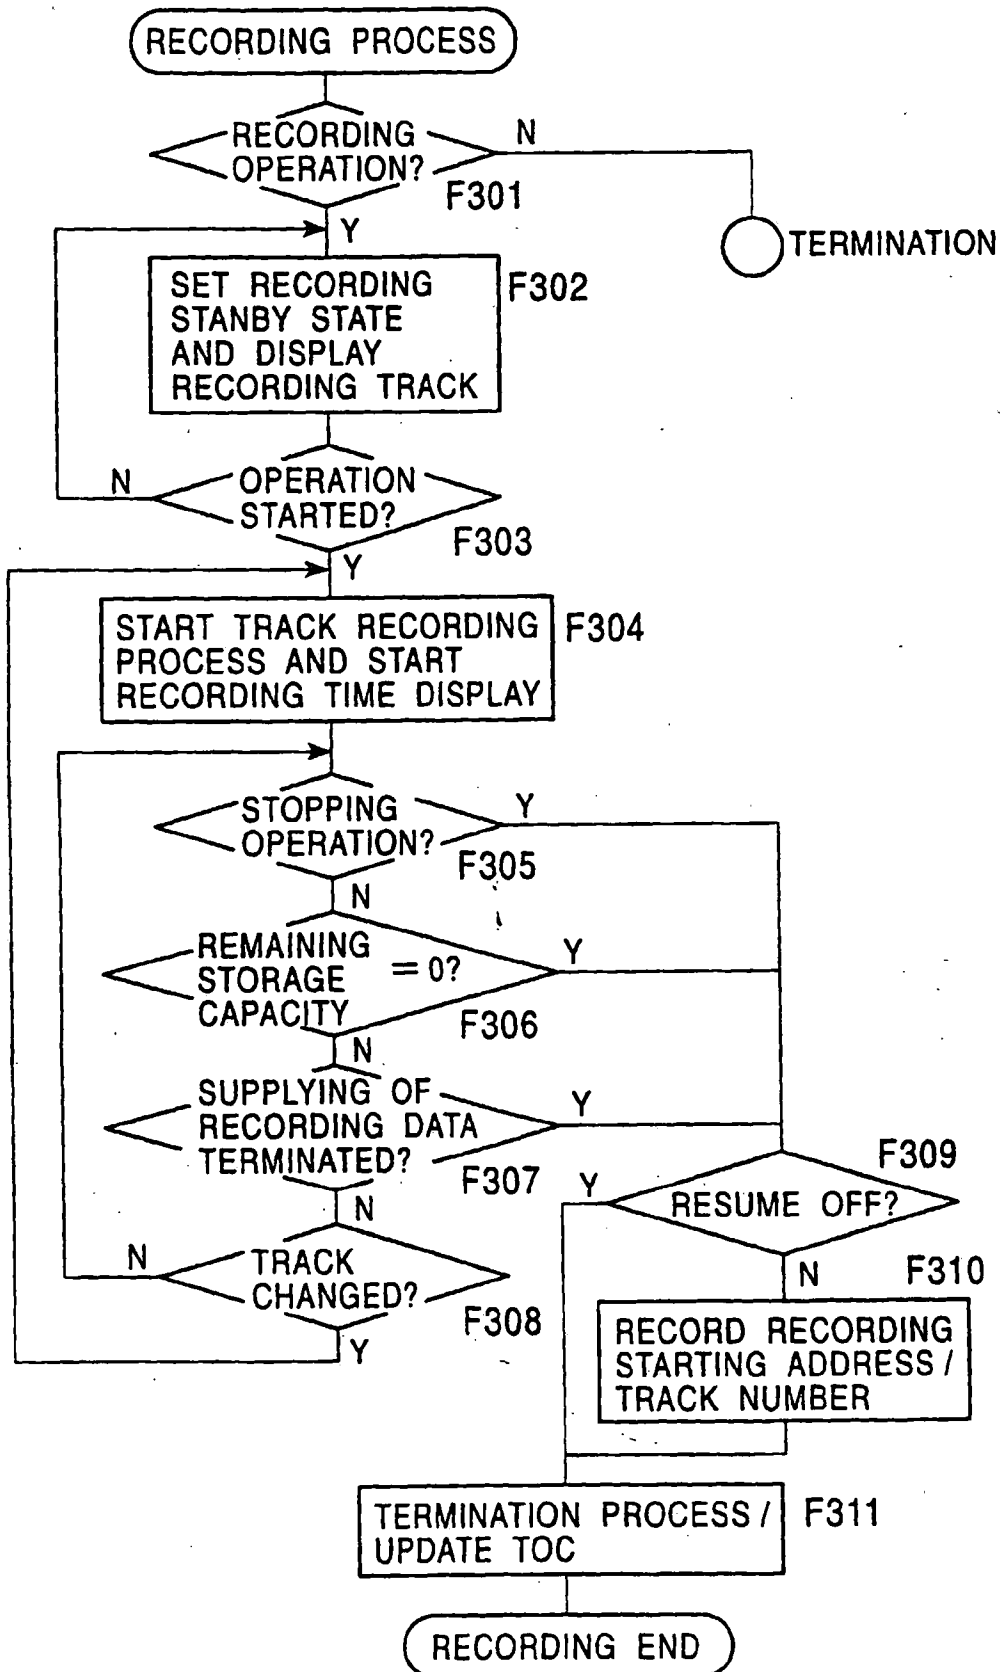 RECORDING PROCESS
RECORDING
OPERATION?
N
F301
Y
TERMINATION
SET RECORDING
STANBY STATE
AND DISPLAY
RECORDING TRACK
F302
N
OPERATION
STARTED?
F303
Y
START TRACK RECORDING
PROCESS AND START
RECORDING TIME DISPLAY
F304
STOPPING
OPERATION?
Y
F305
N
REMAINING
STORAGE
CAPACITY
= 0?
Y
F306
N
SUPPLYING OF
RECORDING DATA
TERMINATED?
Y
F307
N
TRACK
CHANGED?
N
F308
Y
F309
Y
RESUME OFF?
N
F310
RECORD RECORDING
STARTING ADDRESS /
TRACK NUMBER
TERMINATION PROCESS /
UPDATE TOC
F311
RECORDING END